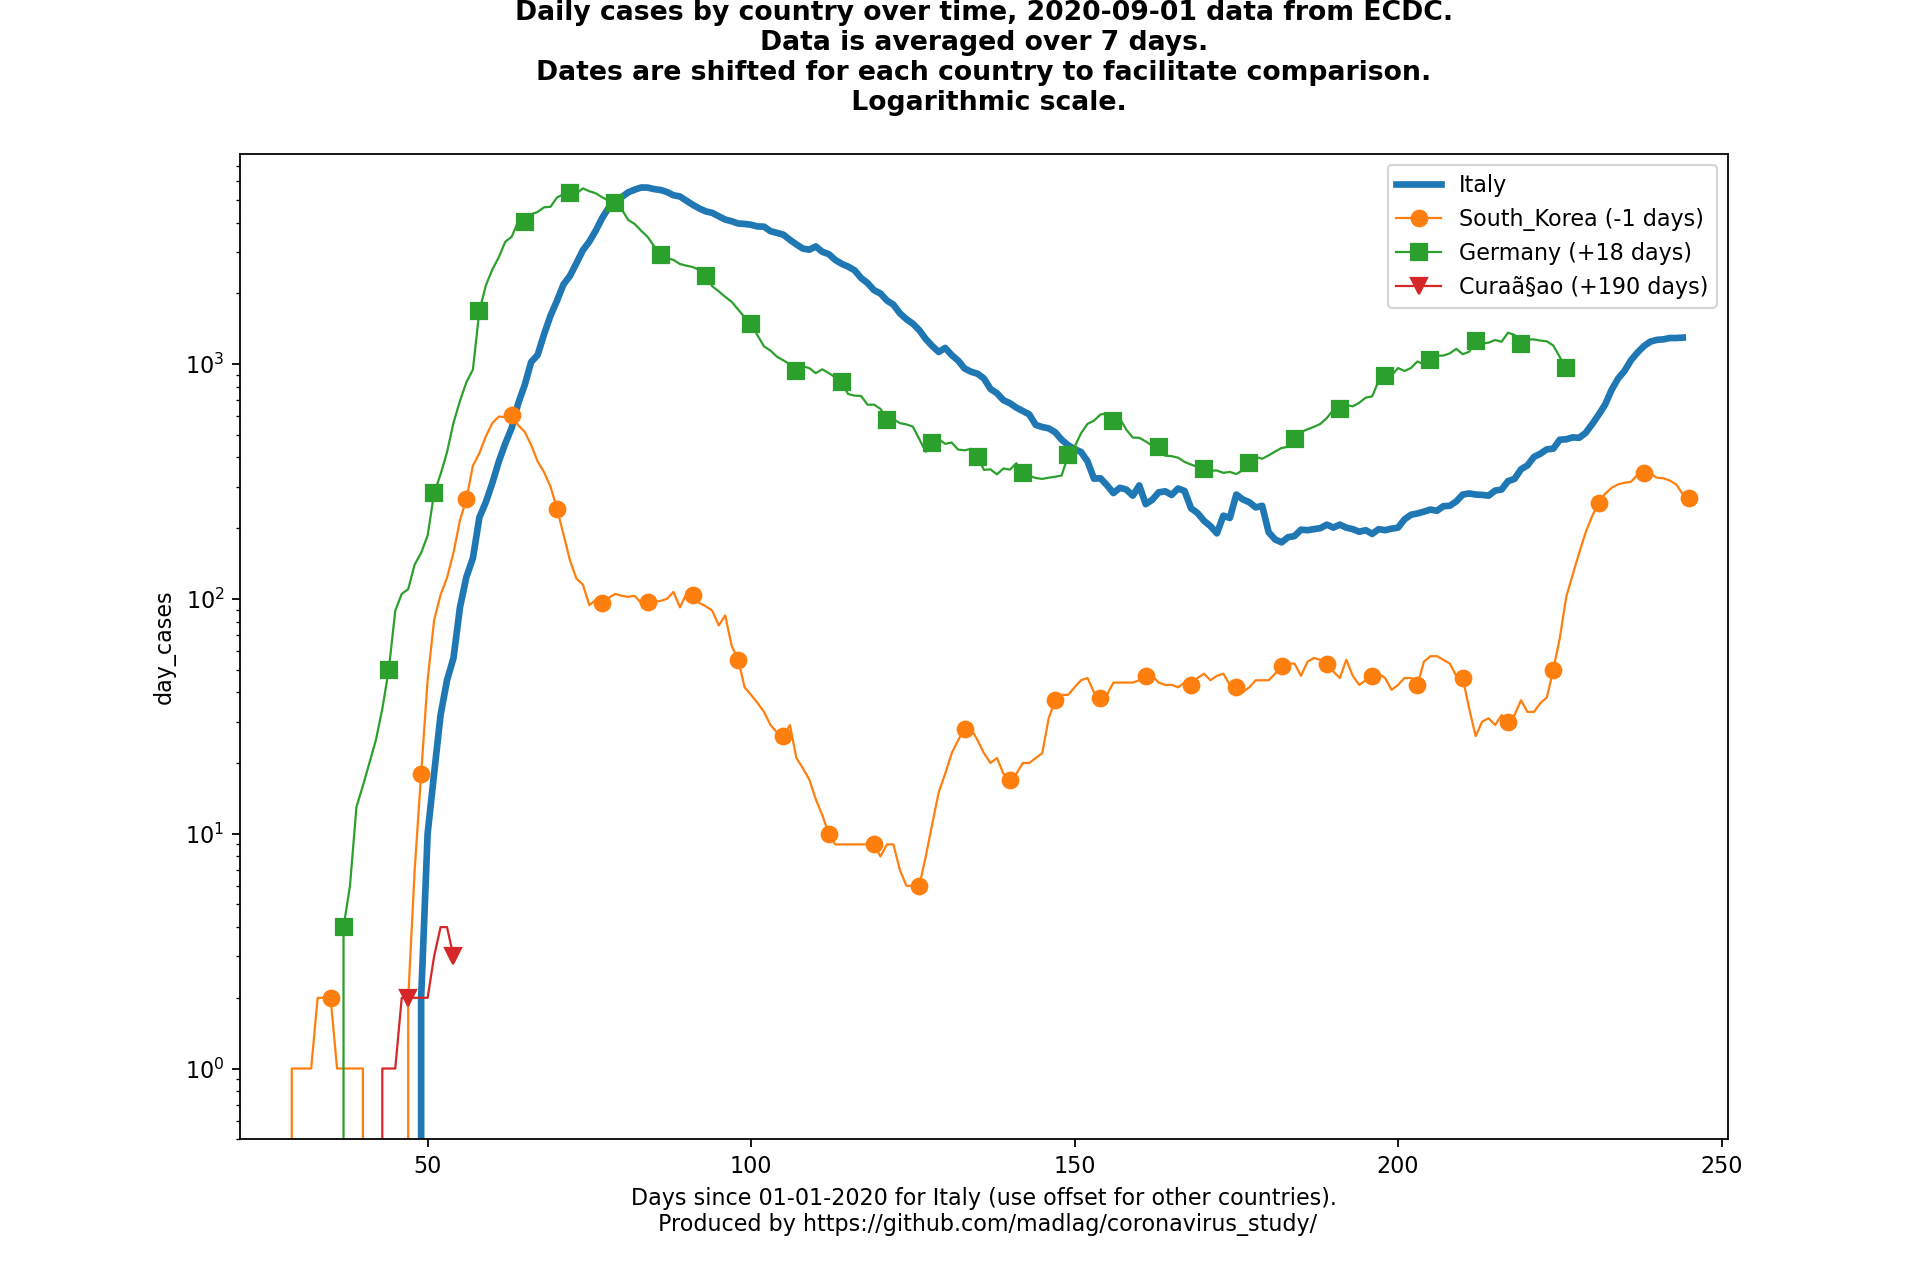 Daily cases by country over time, 2020-09-01 data from ECDC.
Data is averaged over 7 days.
Dates are shifted for each country to facilitate comparison.
Logarithmic scale.
Italy
South_Korea (-1 days)
Germany (+18 days)
Curaã§ao (+190 days)
10³
10²
10¹
10⁰
day_cases
50
100
150
200
250
Days since 01-01-2020 for Italy (use offset for other countries).
Produced by https://github.com/madlag/coronavirus_study/